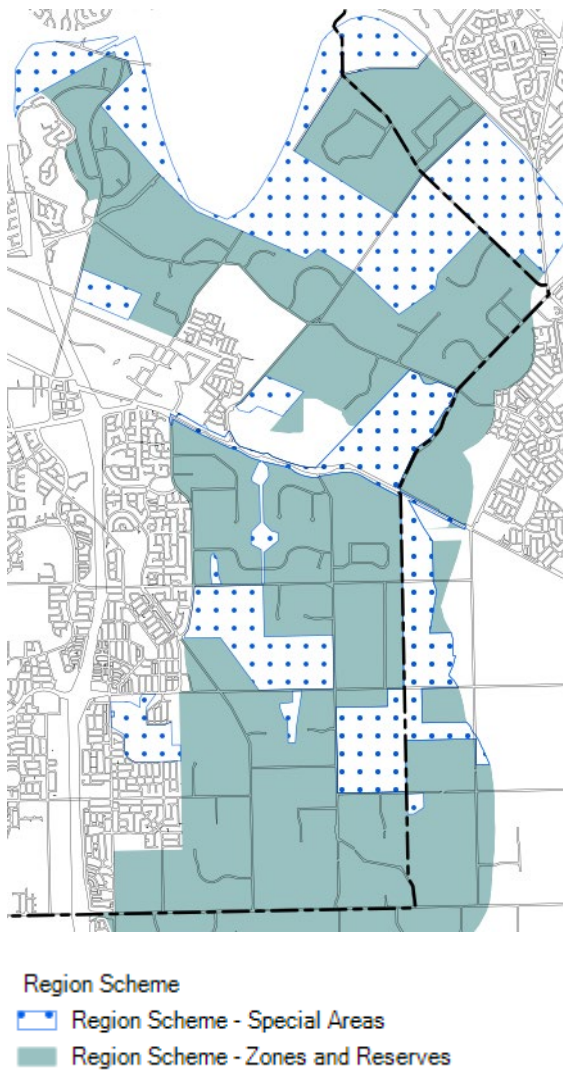 Region Scheme
Region Scheme - Special Areas
Region Scheme - Zones and Reserves